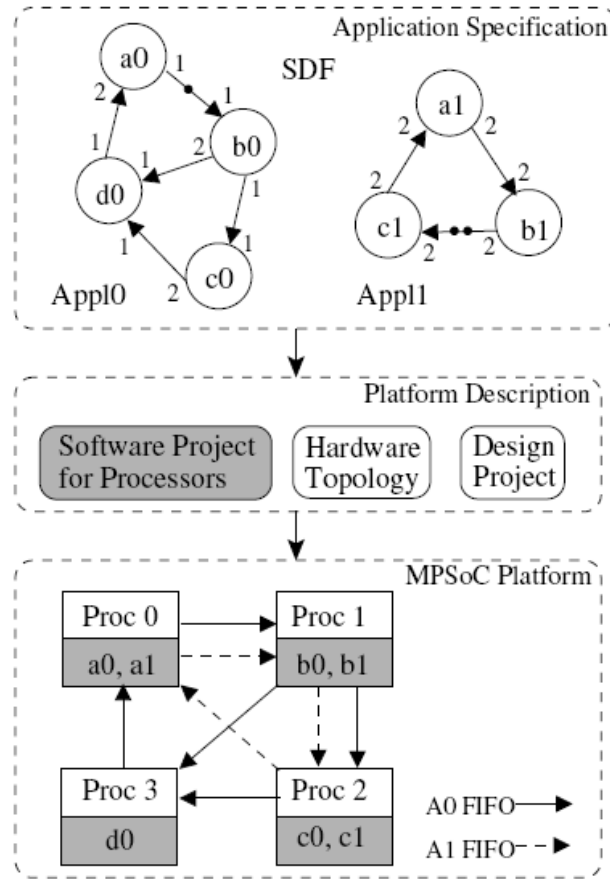 Application Specification
SDF
a0
1
1
2
b0
1
2
1
1
d0
1
1
2
c0
Appl0
a1
2
2
2
2
c1
2
2
b1
Appl1
Platform Description
Software Project
for Processors
Hardware
Topology
Design
Project
MPSoC Platform
Proc 0
a0, a1
Proc 1
b0, b1
Proc 3
d0
Proc 2
c0, c1
A0 FIFO
A1 FIFO